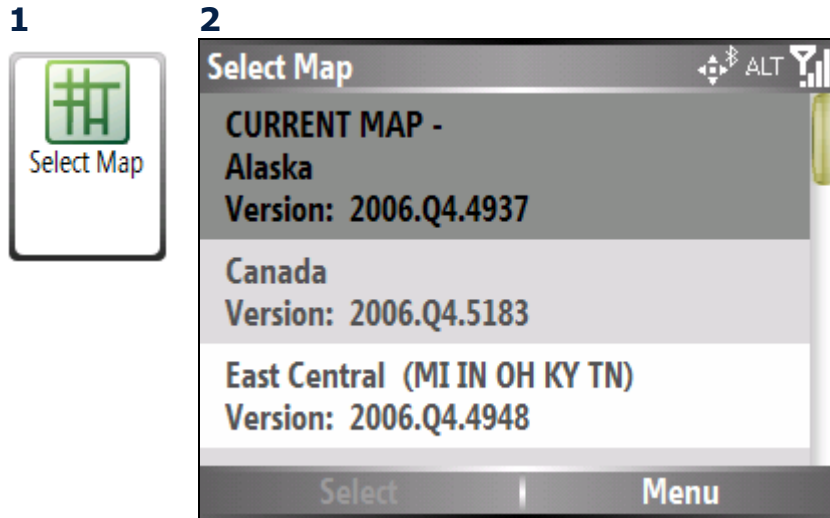 1
2
Select Map
Select Map
ALT
CURRENT MAP -
Alaska
Version: 2006.Q4.4937
Canada
Version: 2006.Q4.5183
East Central (MI IN OH KY TN)
Version: 2006.Q4.4948
Select
Menu